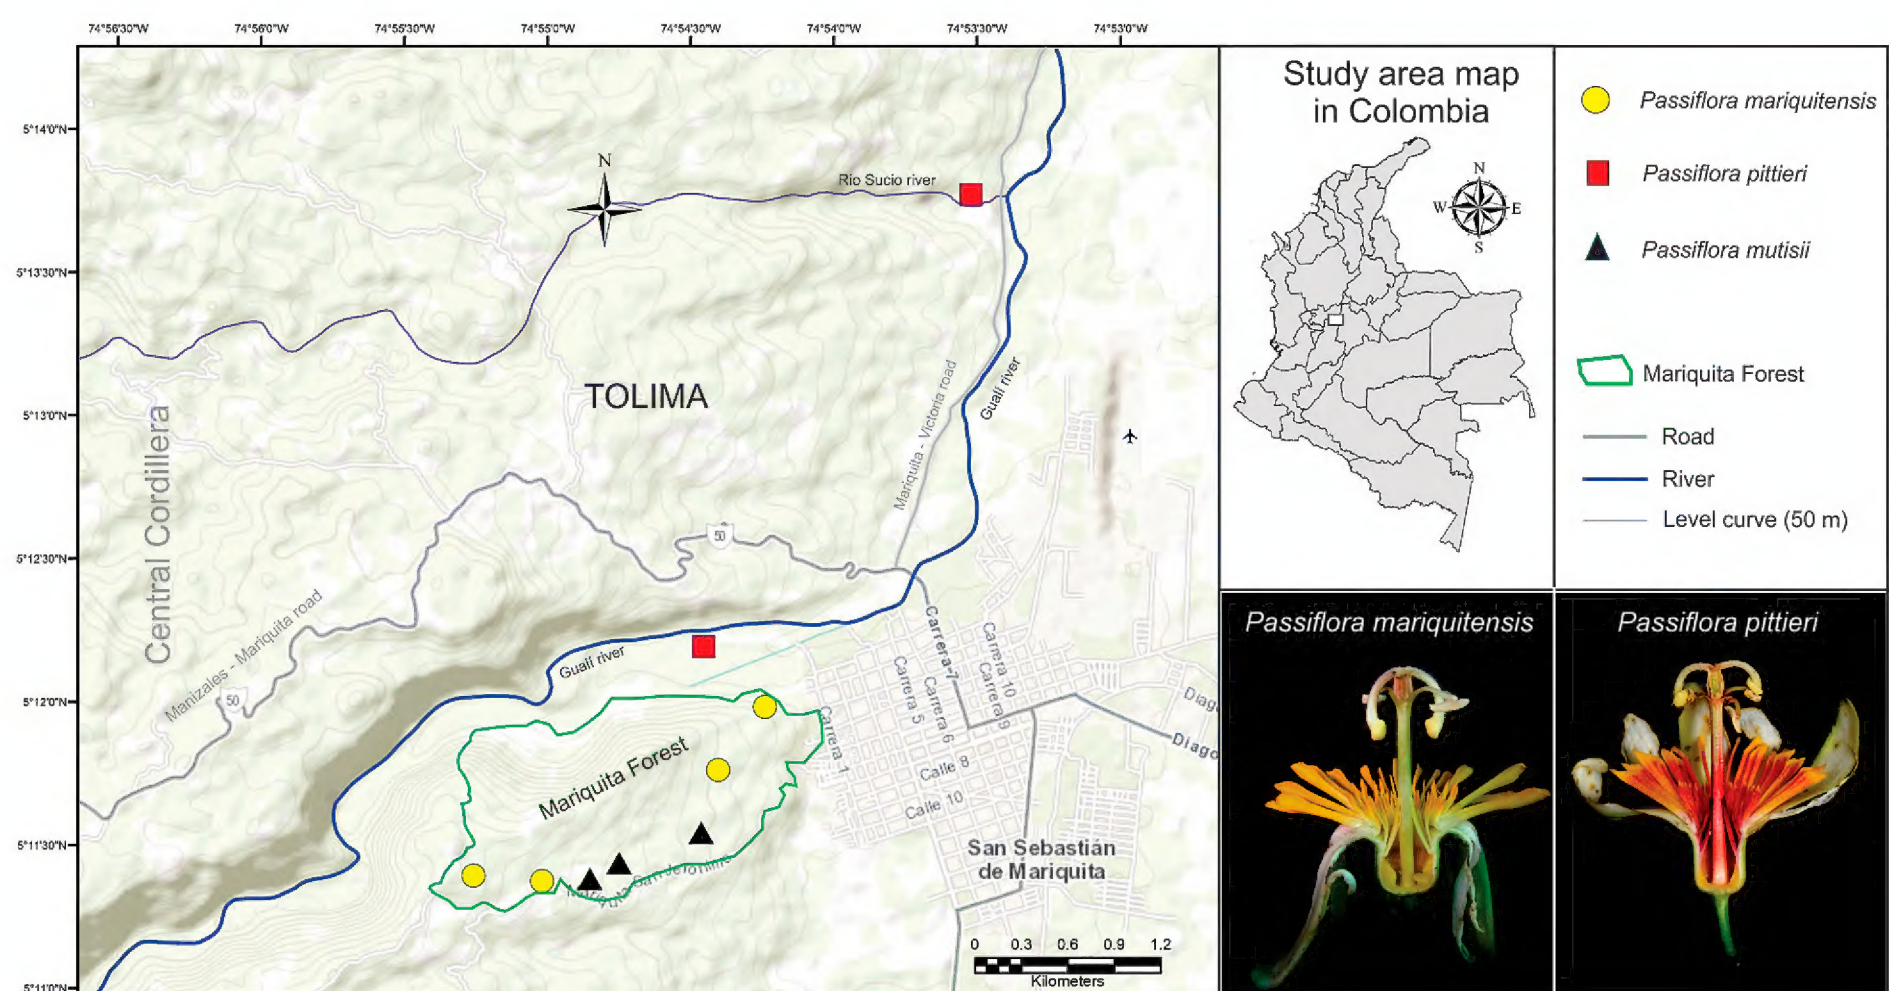 74°56'30"W 74°56'0"W 74°55'30"W 74°55'0"W 74°54'30"W 74°54'0"W 74°53'30"W 74°53'0"W
5°14'0"N
5°13'30"N
5°13'0"N
5°12'30"N
5°12'0"N
5°11'30"N
5°11'0"N
N
Rio Sucio river
TOLIMA
Central Cordillera
Mariquita - Victoria road
Gualí river
50
Manizales - Mariquita road
50
Gualí river
Mariquita Forest
Carrera 7
Carrera 10
Carrera 9
Carrera 5
Carrera 6
Carrera 1
Calle 8
Calle 10
Diag
Diago
San Sebastián
de Mariquita
0 0.3 0.6 0.9 1.2
Kilometers
Study area map
in Colombia
N
W E
S
Passiflora mariquitensis
Passiflora pittieri
Passiflora mutisii
Mariquita Forest
Road
River
Level curve (50 m)
Passiflora mariquitensis
Passiflora pittieri